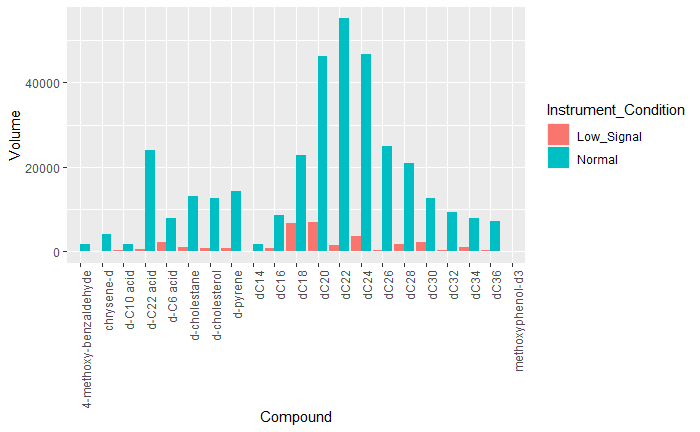 Volume
40000
20000
0
4-methoxy-benzaldehyde
chrysene-d
d-C10 acid
d-C22 acid
d-C6 acid
d-cholestane
d-cholesterol
d-pyrene
dC14
dC16
dC18
dC20
dC22
dC24
dC26
dC28
dC30
dC32
dC34
dC36
methoxyphenol-d3
Compound
Instrument_Condition
Low_Signal
Normal